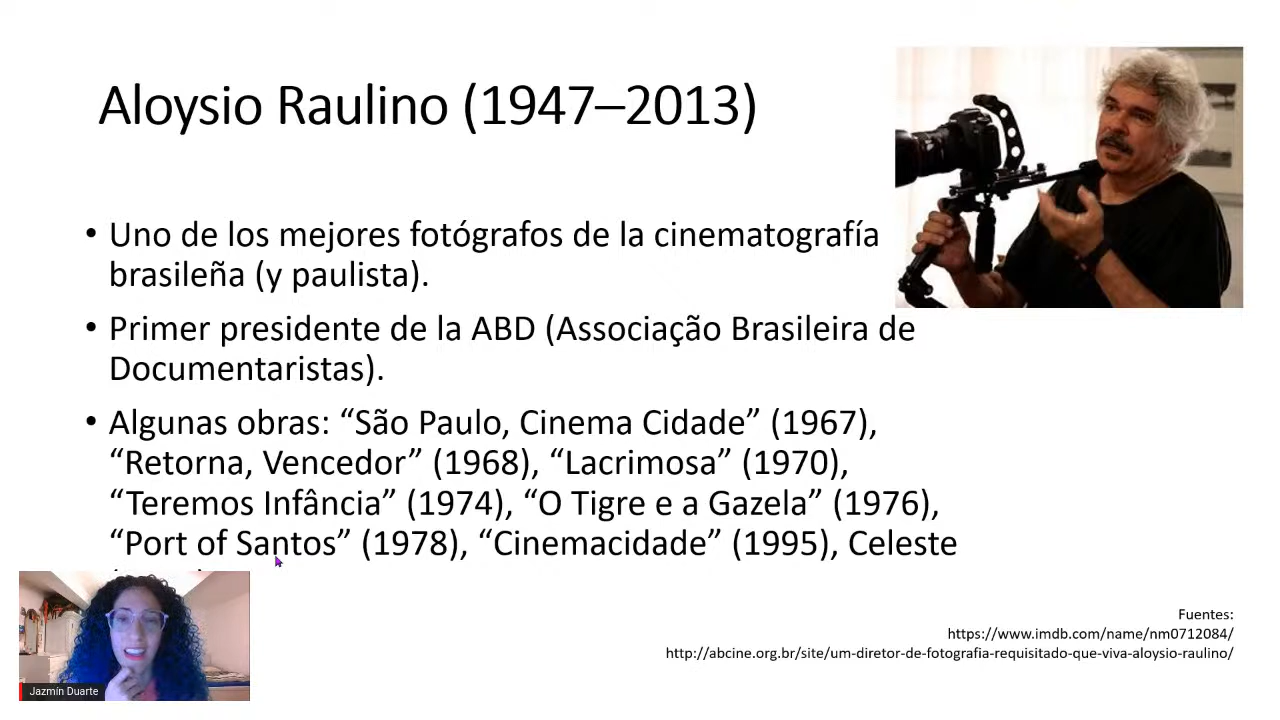 Aloysio Raulino (1947–2013)
• Uno de los mejores fotógrafos de la cinematografía
brasileña (y paulista).
• Primer presidente de la ABD (Associação Brasileira de
Documentaristas).
• Algunas obras: “São Paulo, Cinema Cidade” (1967),
“Retorna, Vencedor” (1968), “Lacrimosa” (1970),
“Teremos Infância” (1974), “O Tigre e a Gazela” (1976),
“Port of Santos” (1978), “Cinemacidade” (1995), Celeste
Fuentes:
https://www.imdb.com/name/nm0712084/
http://abcine.org.br/site/um-diretor-de-fotografia-requisitado-que-viva-aloysio-raulino/
Jazmín Duarte